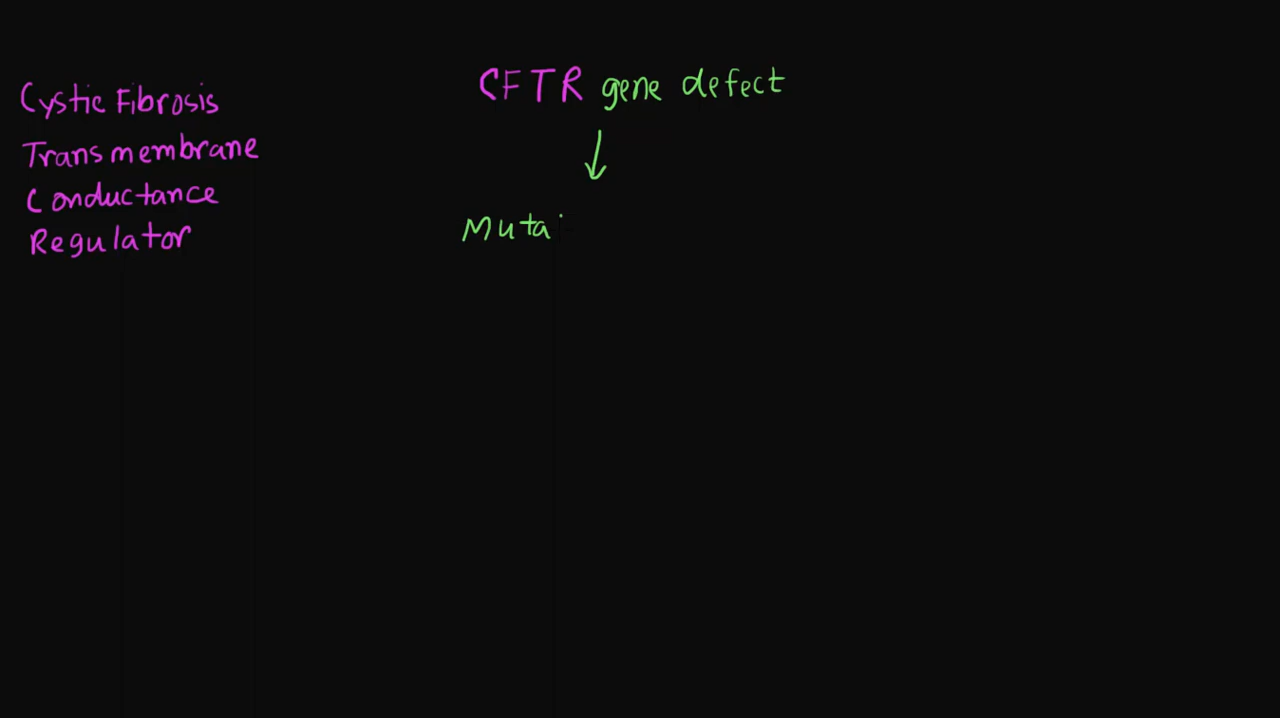 Cystic Fibrosis
Transmembrane
Conductance
Regulator
CFTR gene defect
Muta